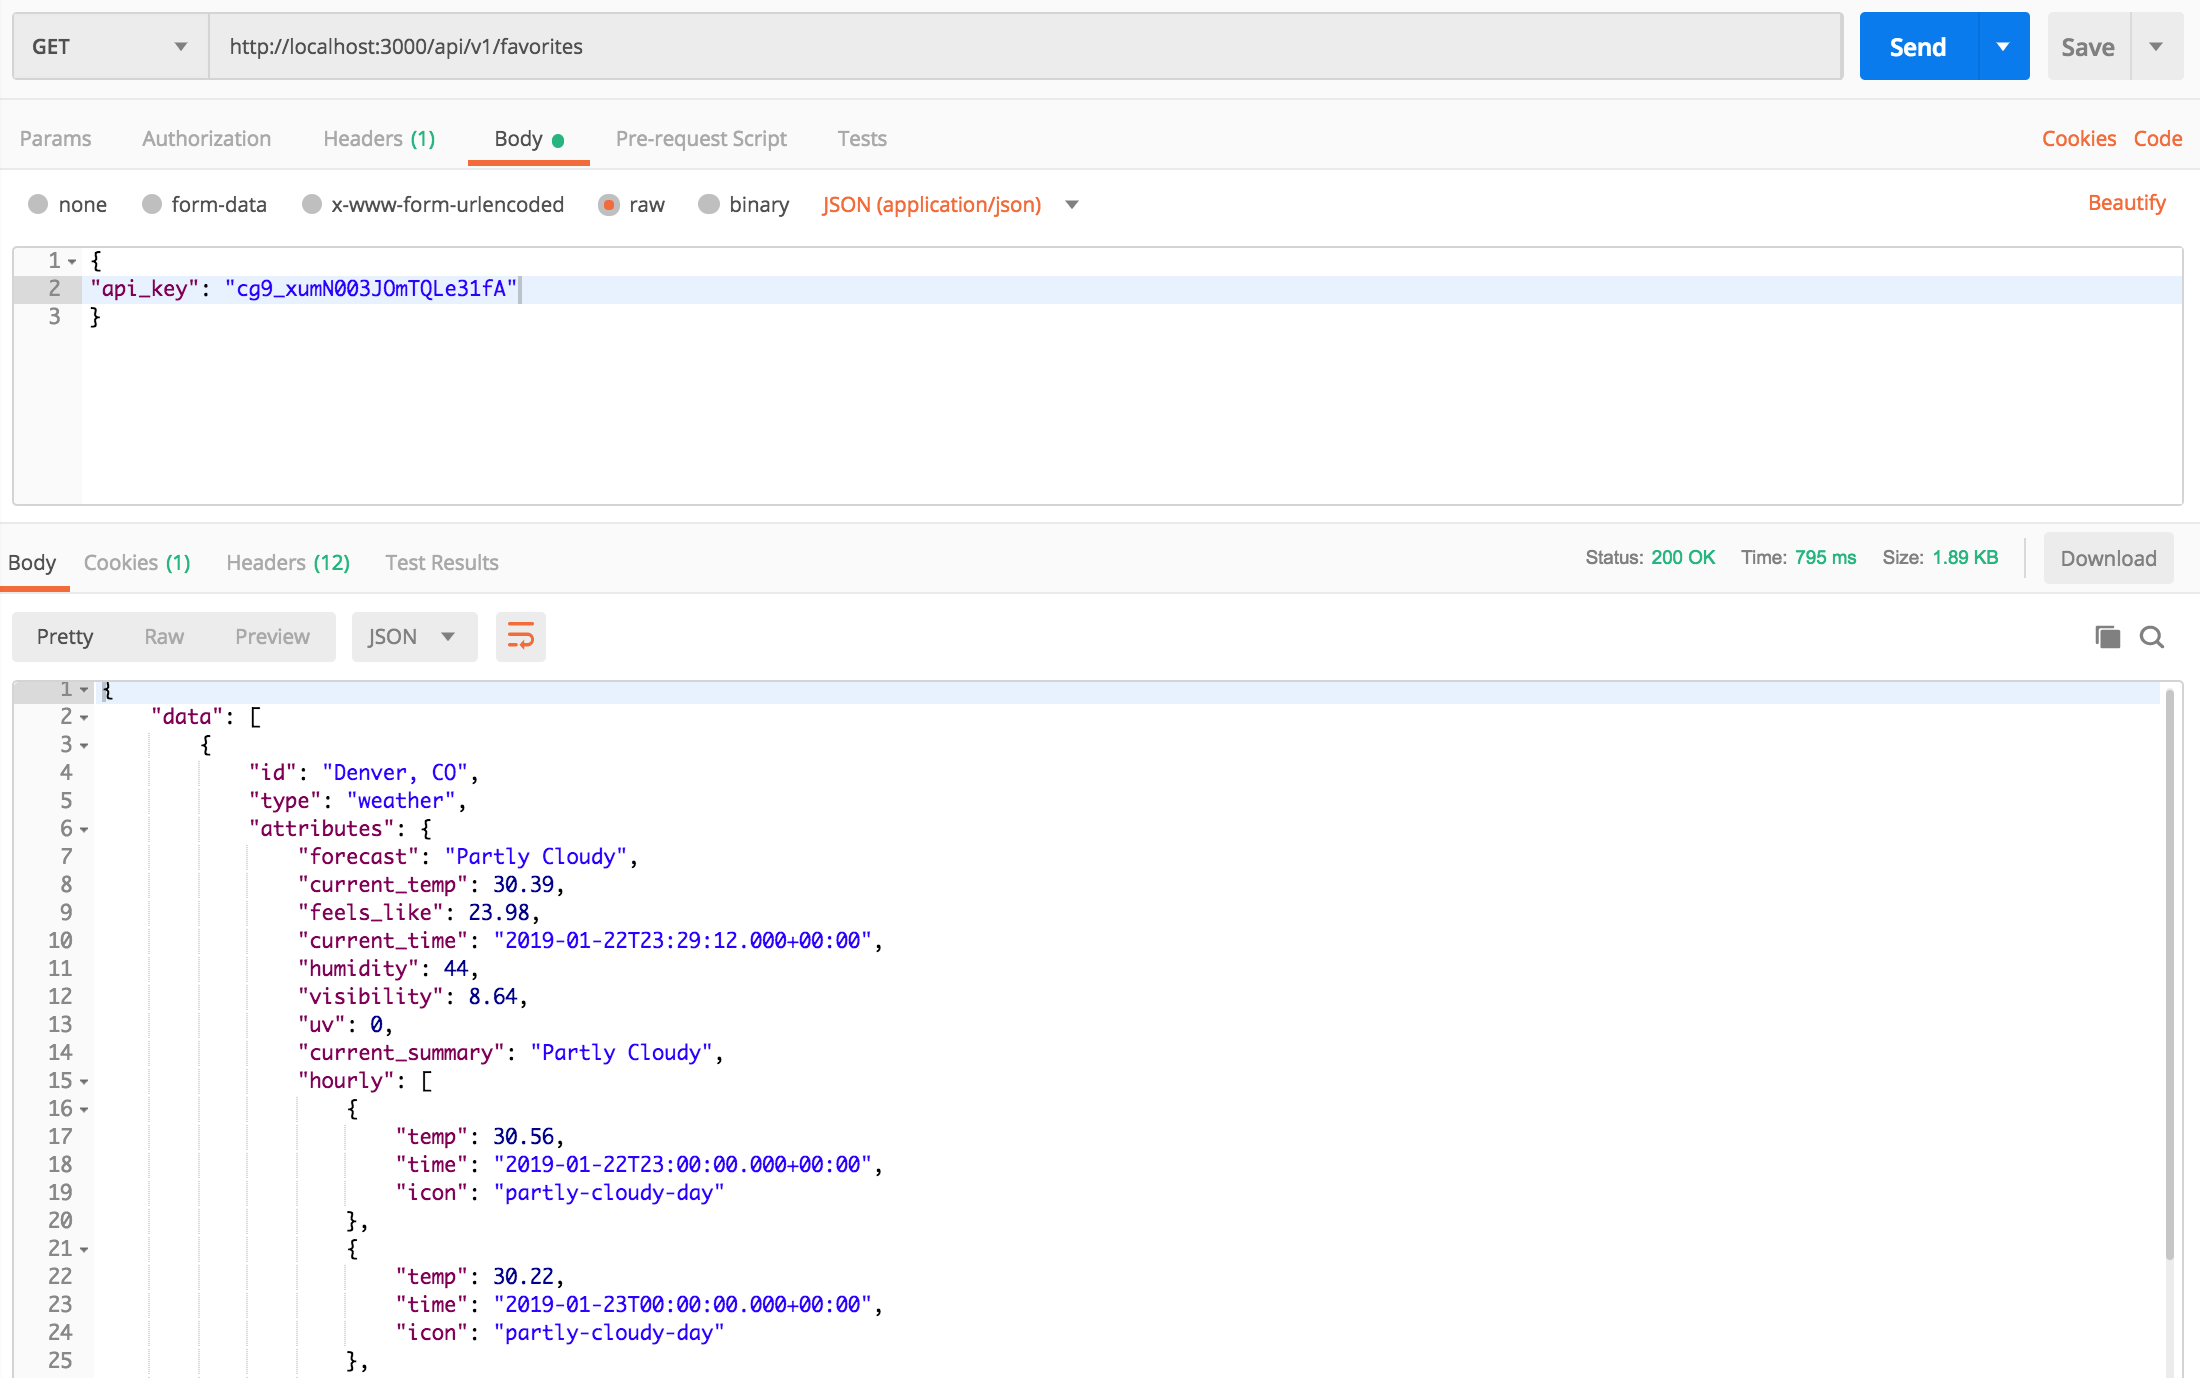 GET http://localhost:3000/api/v1/favorites Send Save
Params Authorization Headers (1) Body Pre-request Script Tests Cookies Code
none form-data x-www-form-urlencoded raw binary JSON (application/json) Beautify
1 {
2 "api_key": "cg9_xumN003JOmTQLe31fA"
3 }
Body Cookies (1) Headers (12) Test Results Status: 200 OK Time: 795 ms Size: 1.89 KB Download
Pretty Raw Preview JSON
1 {
2 "data": [
3 {
4 "id": "Denver, CO",
5 "type": "weather",
6 "attributes": {
7 "forecast": "Partly Cloudy",
8 "current_temp": 30.39,
9 "feels_like": 23.98,
10 "current_time": "2019-01-22T23:29:12.000+00:00",
11 "humidity": 44,
12 "visibility": 8.64,
13 "uv": 0,
14 "current_summary": "Partly Cloudy",
15 "hourly": [
16 {
17 "temp": 30.56,
18 "time": "2019-01-22T23:00:00.000+00:00",
19 "icon": "partly-cloudy-day"
20 },
21 {
22 "temp": 30.22,
23 "time": "2019-01-23T00:00:00.000+00:00",
24 "icon": "partly-cloudy-day"
25 },